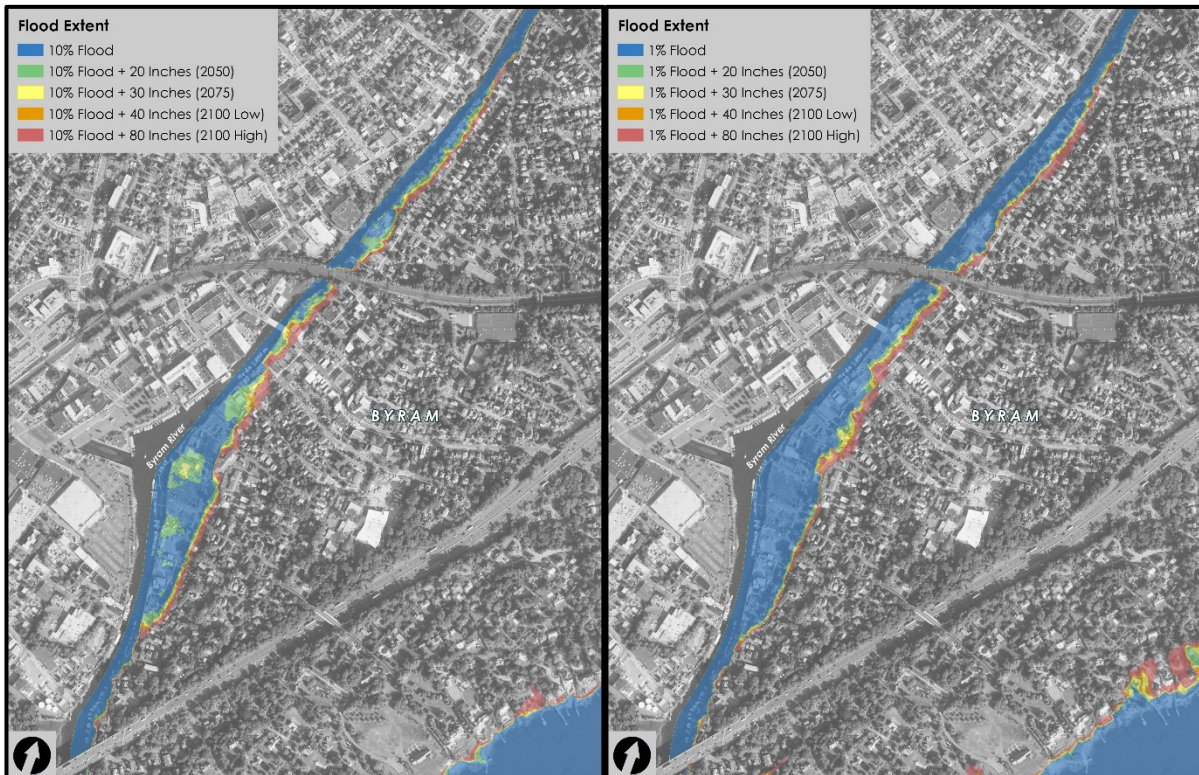 Flood Extent
10% Flood
10% Flood + 20 Inches (2050)
10% Flood + 30 Inches (2075)
10% Flood + 40 Inches (2100 Low)
10% Flood + 80 Inches (2100 High)
BYRAM
Byram River
Flood Extent
1% Flood
1% Flood + 20 Inches (2050)
1% Flood + 30 Inches (2075)
1% Flood + 40 Inches (2100 Low)
1% Flood + 80 Inches (2100 High)
BYRAM
Byram River